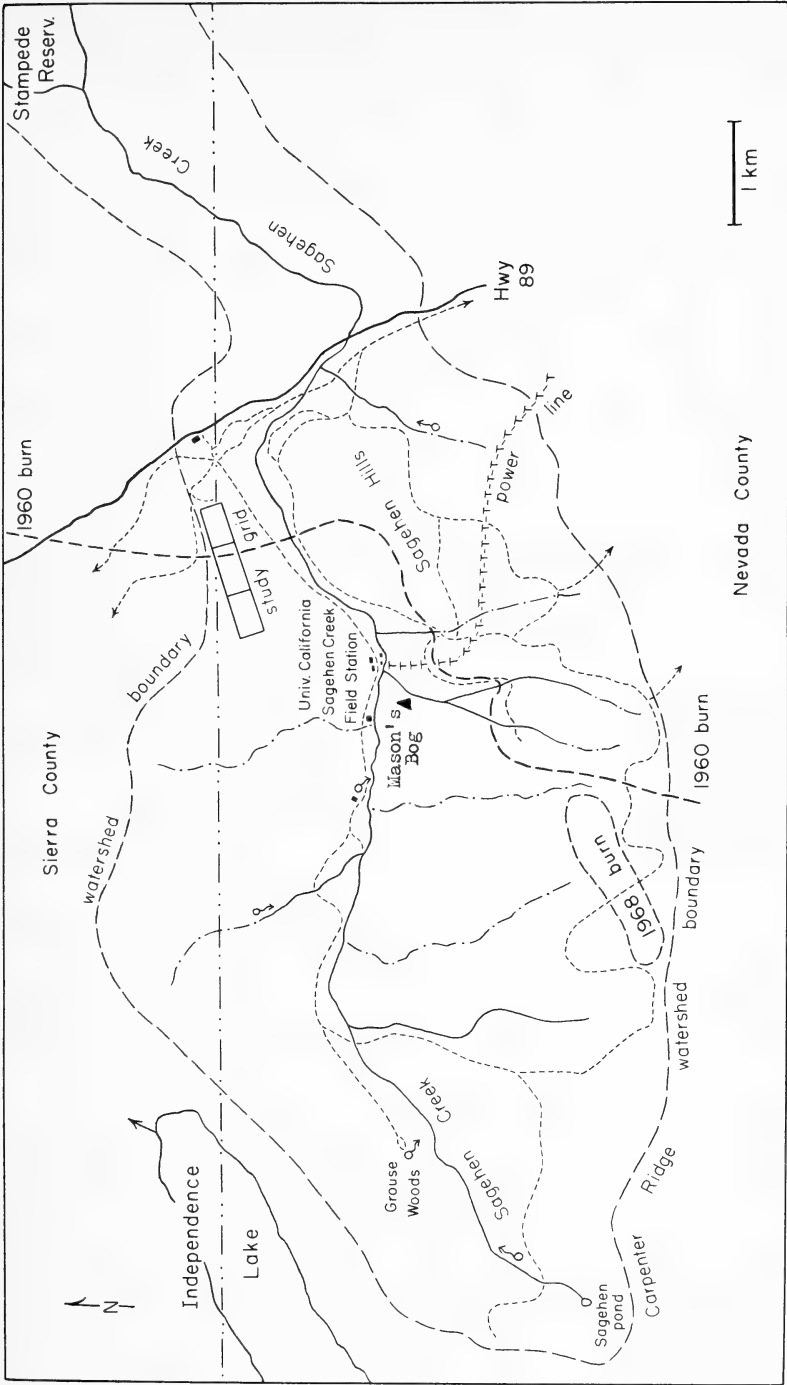 Stampede
Reserv.
Sagehen Creek
1 km
Hwy
89
1960 burn
Sierra County
boundary
watershed
study grid
Univ. California
Sagehen Creek
Field Station
Mason's
Bog
Sagehen Hills
power line
Nevada County
1960 burn
1968 burn
boundary
watershed
Independence
Lake
N
Grouse
Woods
Sagehen Creek
Sagehen
pond
Carpenter Ridge